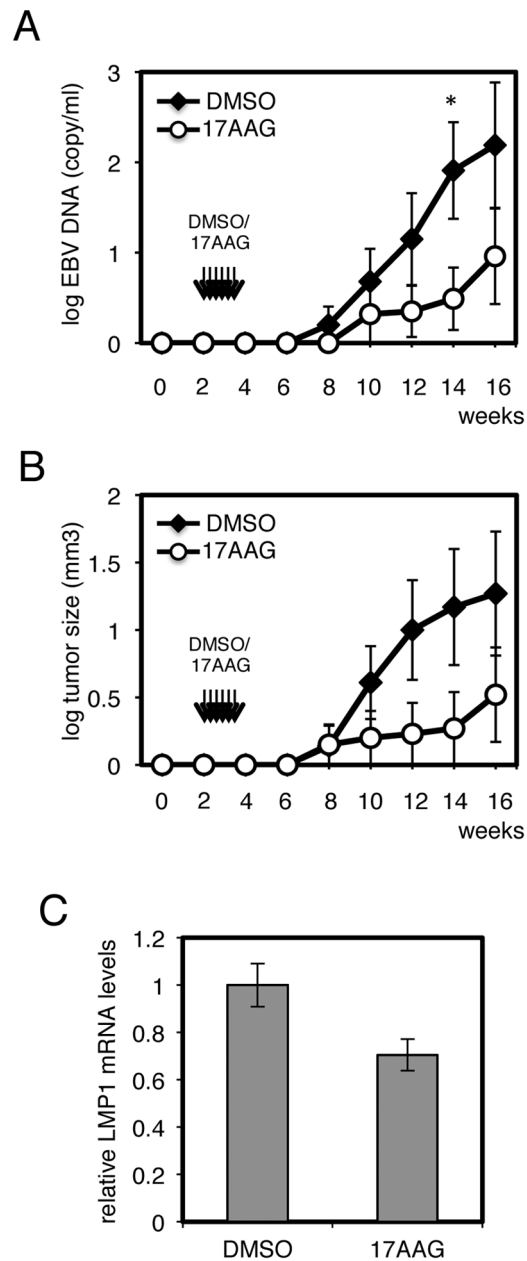 A
log EBV DNA (copy/ml)
3
2
1
0
DMSO
17AAG
*
DMSO/
17AAG
0 2 4 6 8 10 12 14 16
weeks
B
log tumor size (mm3)
2
1.5
1
0.5
0
DMSO
17AAG
DMSO/
17AAG
0 2 4 6 8 10 12 14 16
weeks
C
relative LMP1 mRNA levels
1.2
1
0.8
0.6
0.4
0.2
0
DMSO 17AAG